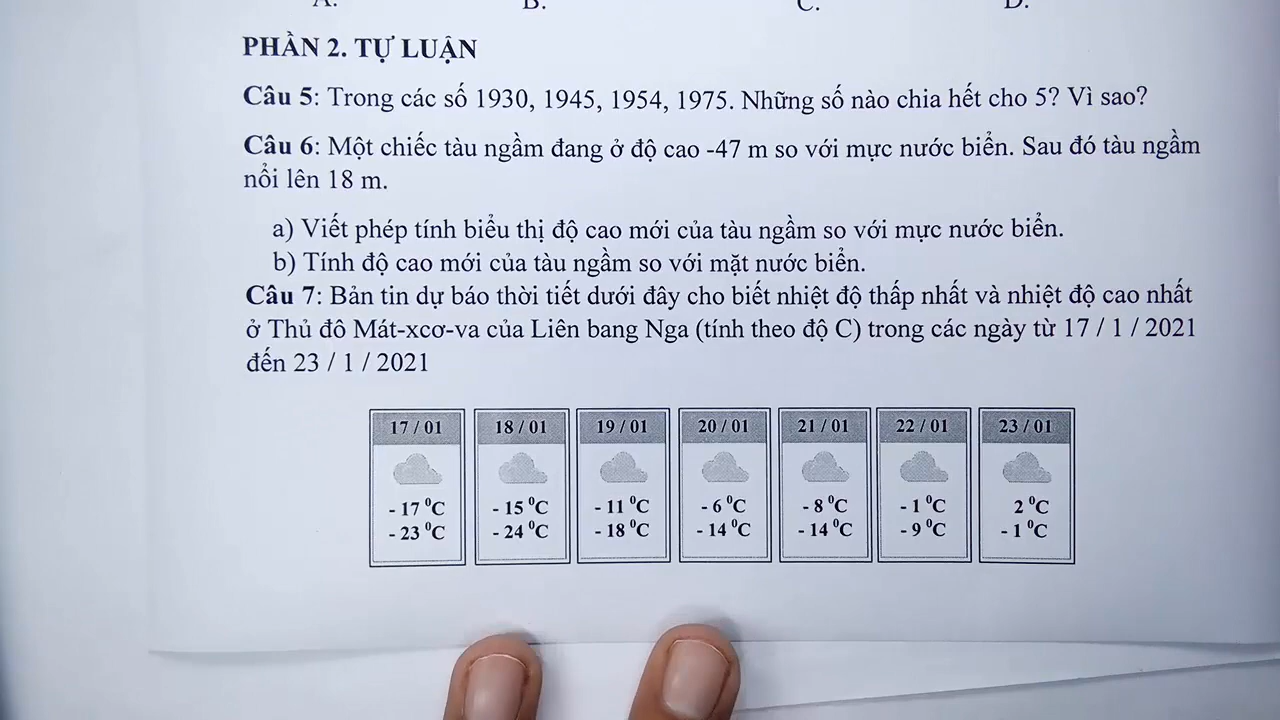 A. B. C. D.
PHẦN 2. TỰ LUẬN
Câu 5: Trong các số 1930, 1945, 1954, 1975. Những số nào chia hết cho 5? Vì sao?
Câu 6: Một chiếc tàu ngầm đang ở độ cao -47 m so với mực nước biển. Sau đó tàu ngầm
nổi lên 18 m.
a) Viết phép tính biểu thị độ cao mới của tàu ngầm so với mực nước biển.
b) Tính độ cao mới của tàu ngầm so với mặt nước biển.
Câu 7: Bản tin dự báo thời tiết dưới đây cho biết nhiệt độ thấp nhất và nhiệt độ cao nhất
ở Thủ đô Mát-xcơ-va của Liên bang Nga (tính theo độ C) trong các ngày từ 17 / 1 / 2021
đến 23 / 1 / 2021
17 / 01 18 / 01 19 / 01 20 / 01 21 / 01 22 / 01 23 / 01
- 17 ⁰C - 15 ⁰C - 11 ⁰C - 6 ⁰C - 8 ⁰C - 1 ⁰C 2 ⁰C
- 23 ⁰C - 24 ⁰C - 18 ⁰C - 14 ⁰C - 14 ⁰C - 9 ⁰C - 1 ⁰C